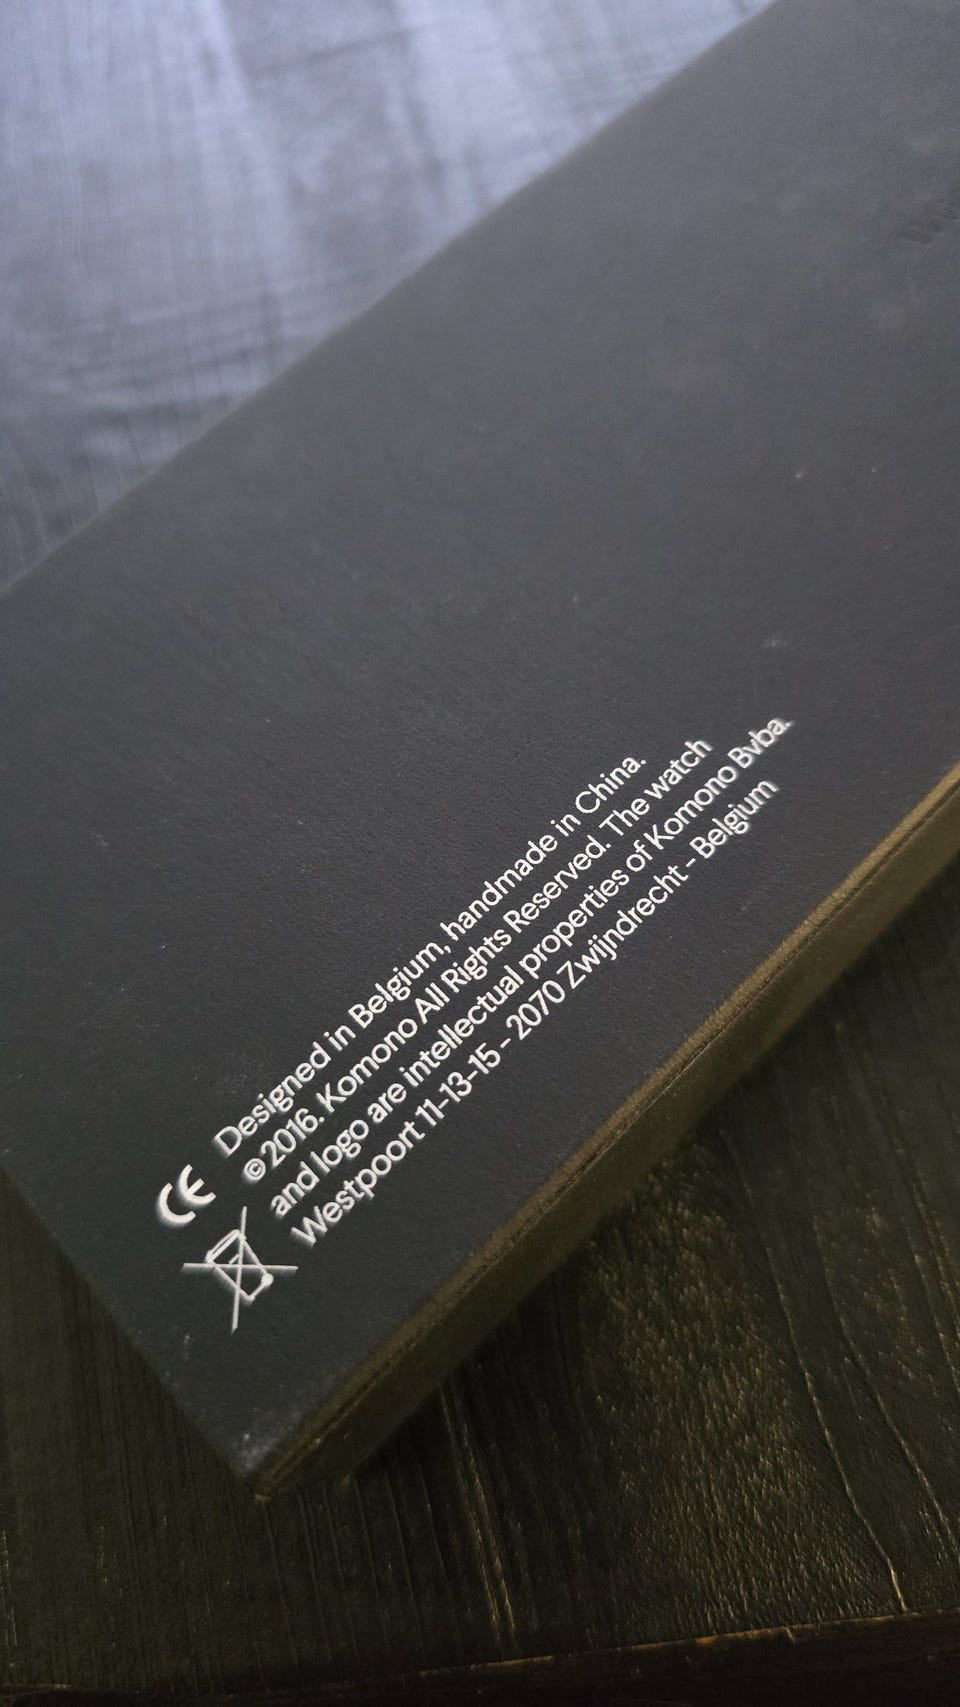 CE
Designed in Belgium, handmade in China.
© 2016. Komono All Rights Reserved. The watch
and logo are intellectual properties of Komono Bvba.
Westpoort 11-13-15 - 2070 Zwijndrecht - Belgium